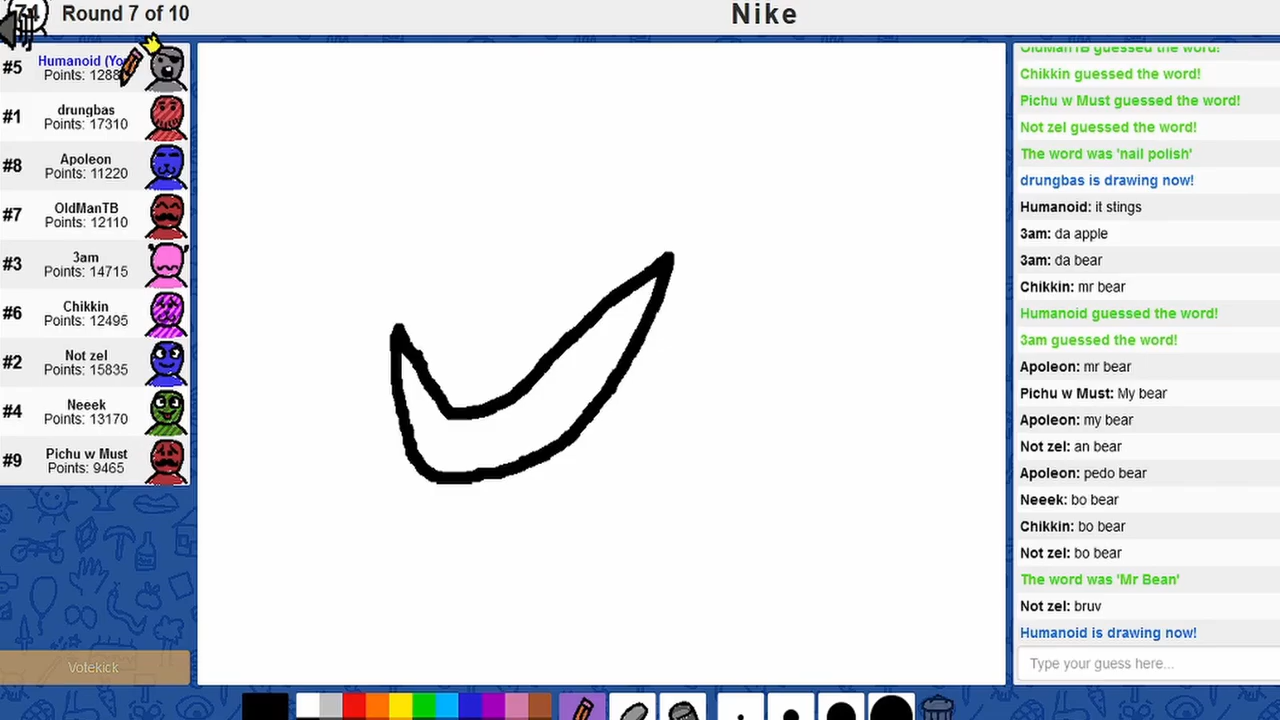 74
Round 7 of 10
Nike
#5
Humanoid (You
Points: 1288
#1
drungbas
Points: 17310
#8
Apoleon
Points: 11220
#7
OldManTB
Points: 12110
#3
3am
Points: 14715
#6
Chikkin
Points: 12495
#2
Not zel
Points: 15835
#4
Neeek
Points: 13170
#9
Pichu w Must
Points: 9465
Votekick
OldManTB guessed the word!
Chikkin guessed the word!
Pichu w Must guessed the word!
Not zel guessed the word!
The word was 'nail polish'
drungbas is drawing now!
Humanoid: it stings
3am: da apple
3am: da bear
Chikkin: mr bear
Humanoid guessed the word!
3am guessed the word!
Apoleon: mr bear
Pichu w Must: My bear
Apoleon: my bear
Not zel: an bear
Apoleon: pedo bear
Neeek: bo bear
Chikkin: bo bear
Not zel: bo bear
The word was 'Mr Bean'
Not zel: bruv
Humanoid is drawing now!
Type your guess here...